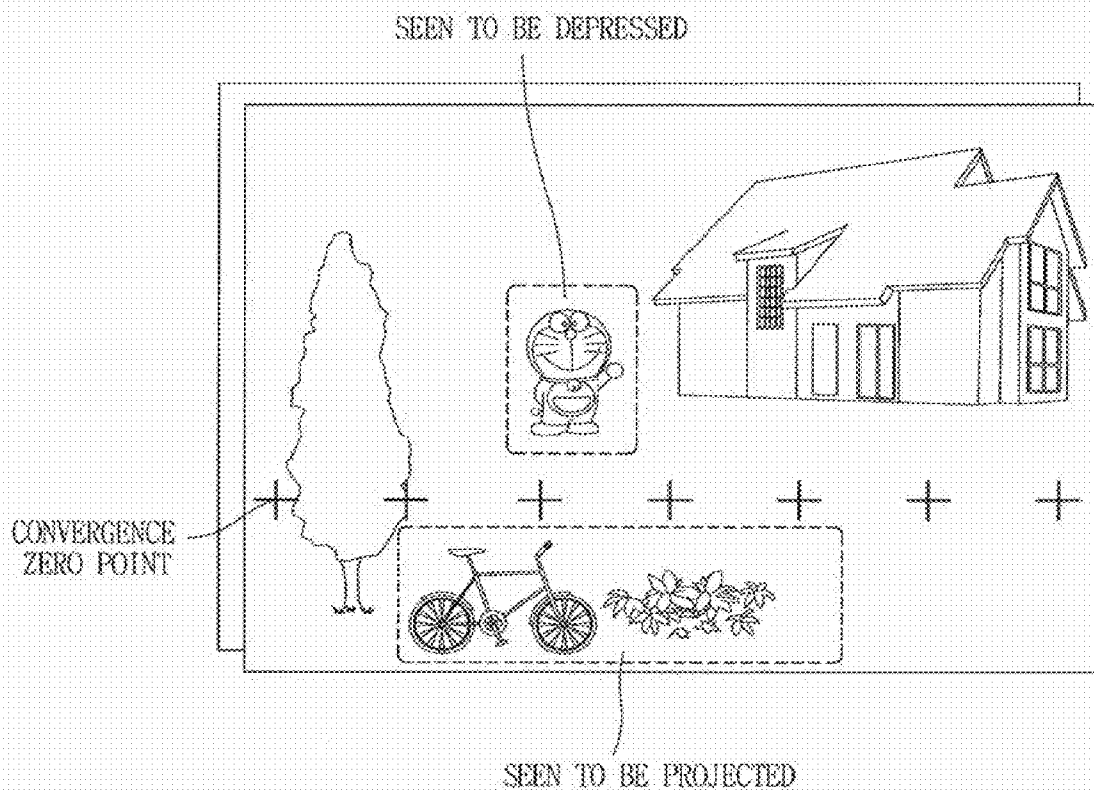 SEEN TO BE DEPRESSED
CONVERGENCE
ZERO POINT
SEEN TO BE PROJECTED